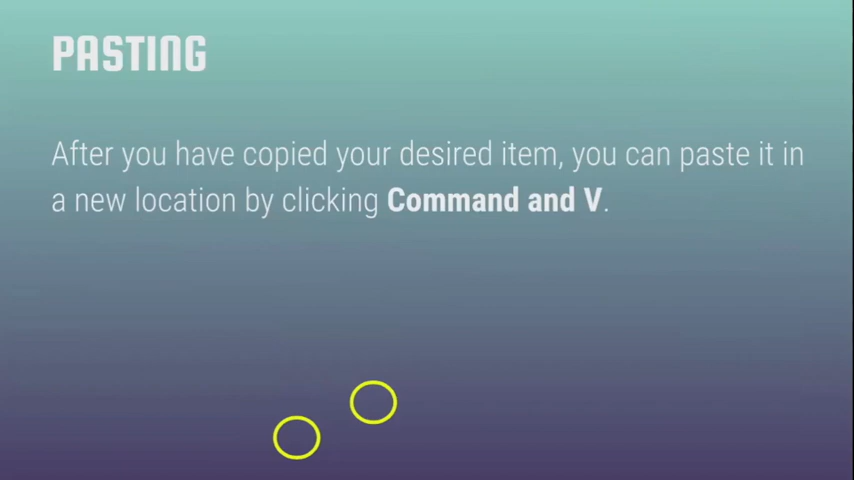 PASTING
After you have copied your desired item, you can paste it in
a new location by clicking Command and V.